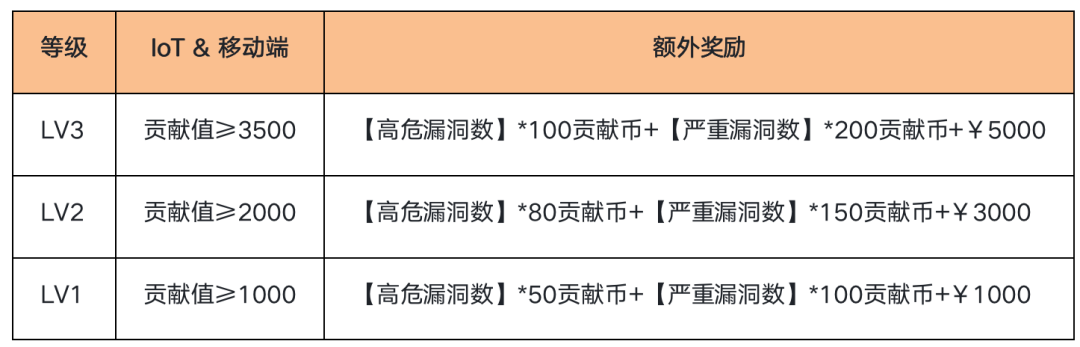 等级 IoT & 移动端 额外奖励
LV3 贡献值≥3500 【高危漏洞数】*100贡献币+【严重漏洞数】*200贡献币+¥5000
LV2 贡献值≥2000 【高危漏洞数】*80贡献币+【严重漏洞数】*150贡献币+¥3000
LV1 贡献值≥1000 【高危漏洞数】*50贡献币+【严重漏洞数】*100贡献币+¥1000